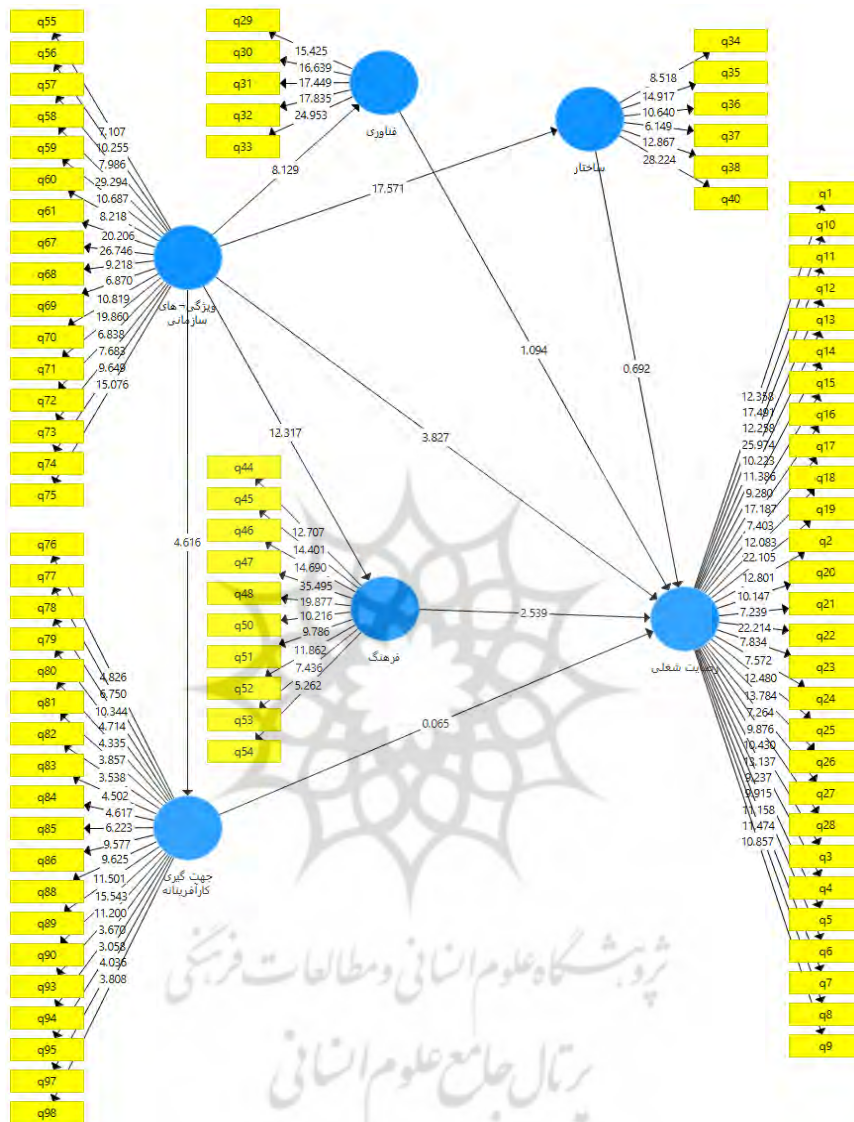 q55
q56
q57
q58
q59
q60
q61
q67
q68
q69
q70
q71
q72
q73
q74
q75
7.107
10.255
7.986
29.294
10.687
8.218
20.206
26.746
9.218
6.870
10.819
19.860
6.838
7.683
9.649
15.076
ویژگی¬های
سازمانی
q29
q30
q31
q32
q33
15.425
16.639
17.449
17.835
24.953
فناوری
q34
q35
q36
q37
q38
q40
8.518
14.917
10.640
6.149
12.867
28.224
ساختار
8.129
17.571
1.094
0.692
3.827
12.317
4.616
2.539
0.065
q44
q45
q46
q47
q48
q50
q51
q52
q53
q54
12.707
14.401
14.690
35.495
19.877
10.216
9.786
11.862
7.436
5.262
فرهنگ
q76
q77
q78
q79
q80
q81
q82
q83
q84
q85
q86
q88
q89
q90
q93
q94
q95
q97
q98
4.826
6.750
10.344
4.714
4.335
3.857
3.538
4.502
4.617
6.223
9.577
9.625
11.501
15.543
11.200
3.670
3.058
4.036
3.808
جهت گیری
کارآفرینانه
q1
q10
q11
q12
q13
q14
q15
q16
q17
q18
q19
q2
q20
q21
q22
q23
q24
q25
q26
q27
q28
q3
q4
q5
q6
q7
q8
q9
12.358
17.491
12.258
25.974
10.223
11.386
9.280
17.187
7.403
12.083
22.105
12.801
10.147
7.239
22.214
7.834
7.572
12.480
13.784
7.264
9.876
10.430
13.137
9.237
9.915
11.158
11.474
10.857
رضایت شغلی
پژوهشگاه علوم انسانی و مطالعات فرهنگی
پرتال جامع علوم انسانی